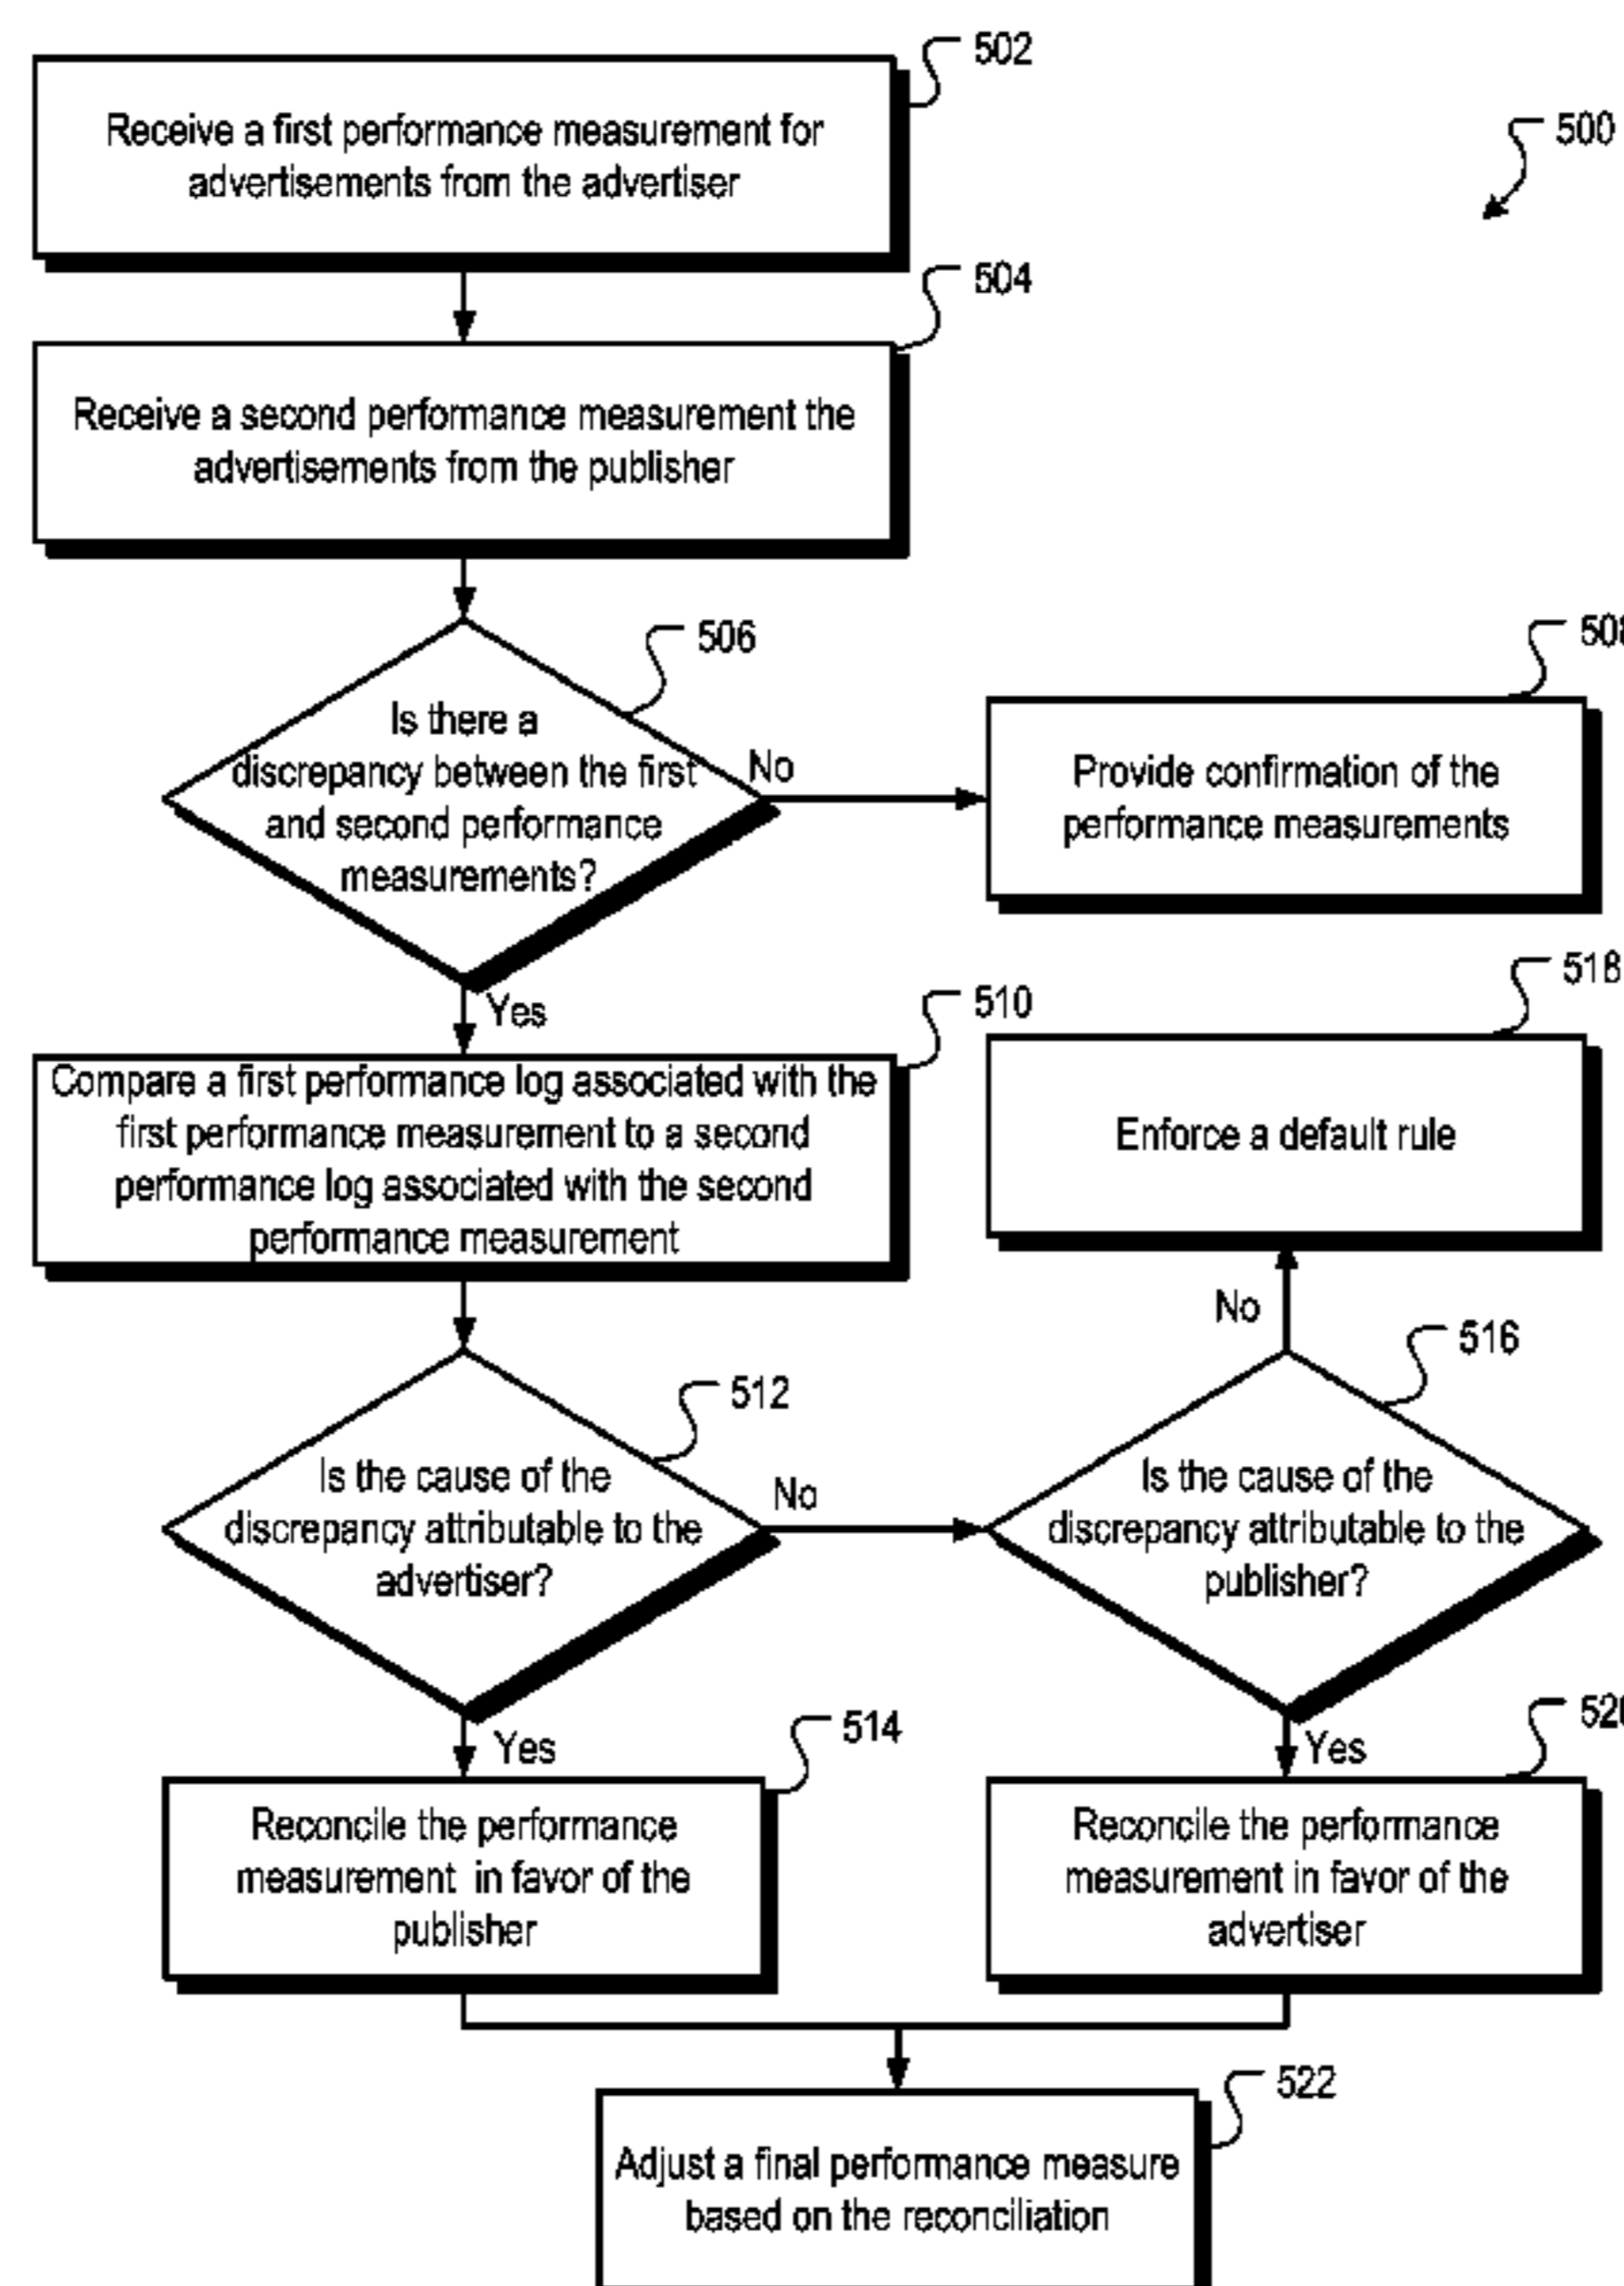 502
Receive a first performance measurement for
advertisements from the advertiser
500
504
Receive a second performance measurement the
advertisements from the publisher
506
Is there a
discrepancy between the first
and second performance
measurements?
No
508
Provide confirmation of the
performance measurements
Yes
510
Compare a first performance log associated with the
first performance measurement to a second
performance log associated with the second
performance measurement
518
Enforce a default rule
No
512
Is the cause of the
discrepancy attributable to the
advertiser?
No
516
Is the cause of the
discrepancy attributable to the
publisher?
Yes
514
Reconcile the performance
measurement in favor of the
publisher
Yes
520
Reconcile the performance
measurement in favor of the
advertiser
522
Adjust a final performance measure
based on the reconciliation